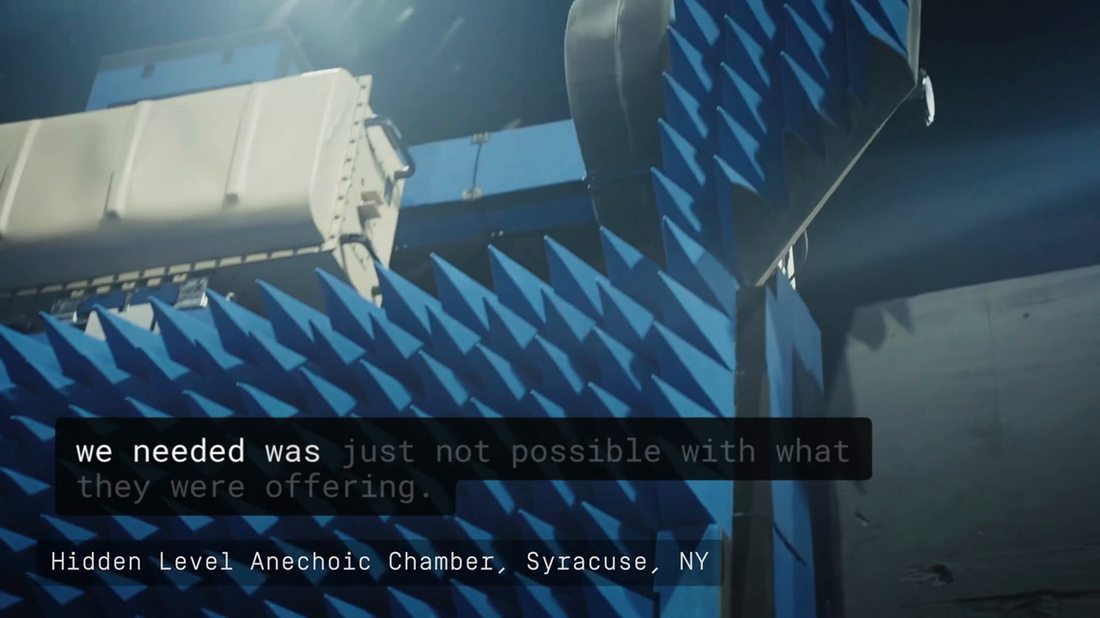 we needed was just not possible with what
they were offering.
Hidden Level Anechoic Chamber, Syracuse, NY